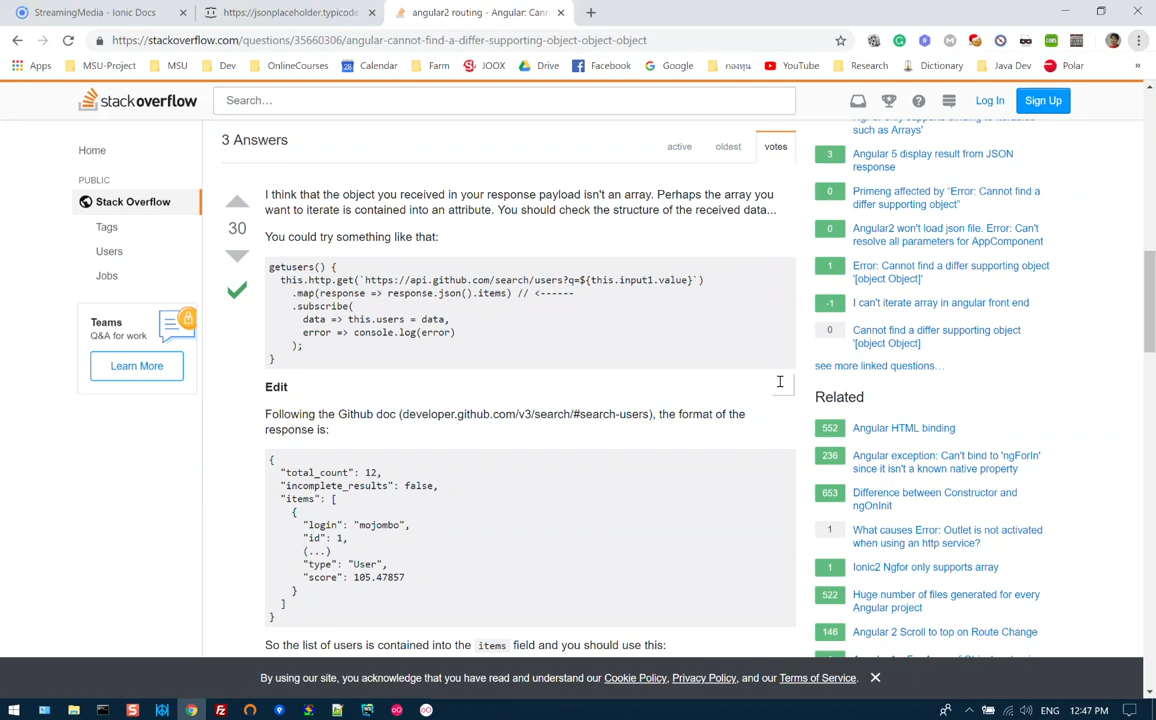 StreamingMedia - Ionic Docs
https://jsonplaceholder.typicode.
angular2 routing - Angular: Cann
https://stackoverflow.com/questions/35660306/angular-cannot-find-a-differ-supporting-object-object-object
Apps
MSU-Project
MSU
Dev
OnlineCourses
Calendar
Farm
JOOX
Drive
Facebook
Google
กองทุน
YouTube
Research
Dictionary
Java Dev
Polar
»
stackoverflow
Search…
Log In
Sign Up
3 Answers
active
oldest
votes
Home
PUBLIC
Stack Overflow
Tags
Users
Jobs
Teams
Q&A for work
Learn More
30
I think that the object you received in your response payload isn't an array. Perhaps the array you
want to iterate is contained into an attribute. You should check the structure of the received data...
You could try something like that:
getusers() {
this.http.get(`https://api.github.com/search/users?q=${this.input1.value}`)
.map(response => response.json().items) // <------
.subscribe(
data => this.users = data,
error => console.log(error)
);
}
Edit
Following the Github doc (developer.github.com/v3/search/#search-users), the format of the
response is:
{
"total_count": 12,
"incomplete_results": false,
"items": [
{
"login": "mojombo",
"id": 1,
(...)
"type": "User",
"score": 105.47857
}
]
}
So the list of users is contained into the items field and you should use this:
such as Arrays'
3
Angular 5 display result from JSON
response
0
Primeng affected by “Error: Cannot find a
differ supporting object”
0
Angular2 won't load json file. Error: Can't
resolve all parameters for AppComponent
1
Error: Cannot find a differ supporting object
'[object Object]'
-1
I can't iterate array in angular front end
0
Cannot find a differ supporting object
'[object Object]
see more linked questions…
Related
552
Angular HTML binding
236
Angular exception: Can't bind to 'ngForIn'
since it isn't a known native property
653
Difference between Constructor and
ngOnInit
1
What causes Error: Outlet is not activated
when using an http service?
1
Ionic2 Ngfor only supports array
522
Huge number of files generated for every
Angular project
146
Angular 2 Scroll to top on Route Change
By using our site, you acknowledge that you have read and understand our Cookie Policy, Privacy Policy, and our Terms of Service.
ENG
12:47 PM